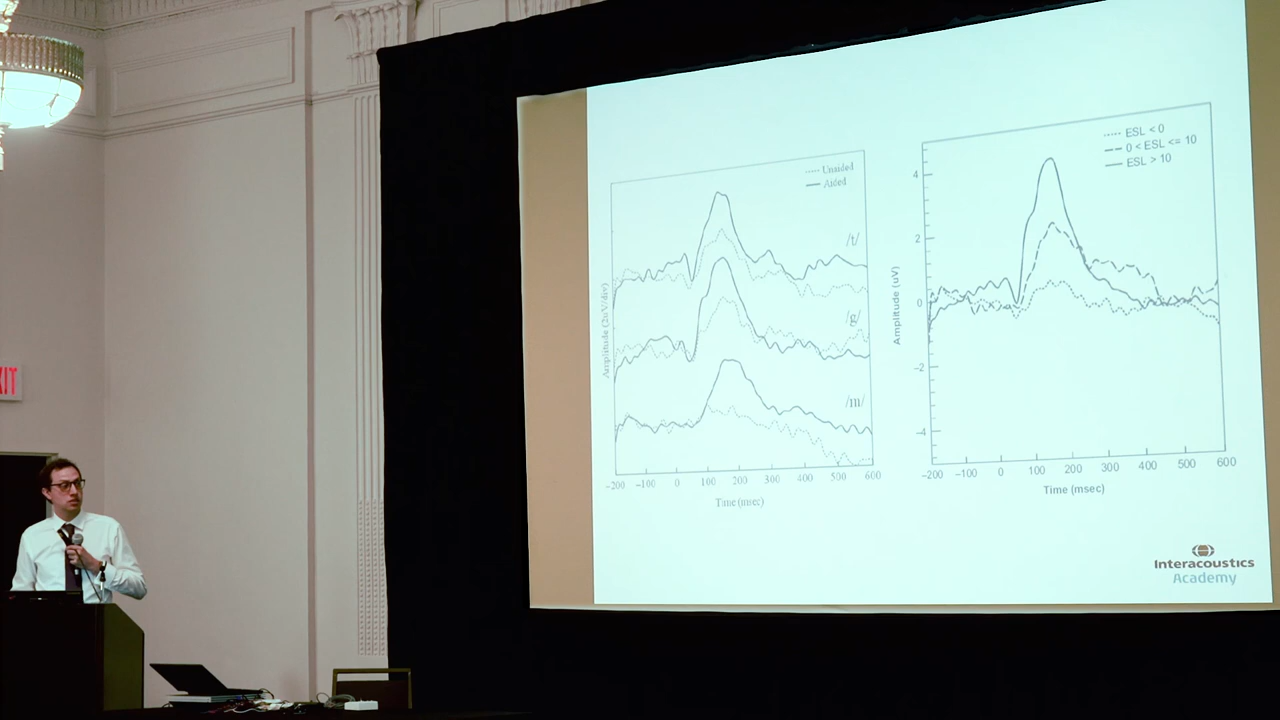 EXIT
Unaided
Aided
/t/
/g/
/m/
Amplitude (2uV/div)
−200 −100 0 100 200 300 400 500 600
Time (msec)
ESL < 0
0 < ESL <= 10
ESL > 10
4
2
0
−2
−4
Amplitude (uV)
−200 −100 0 100 200 300 400 500 600
Time (msec)
Interacoustics
Academy